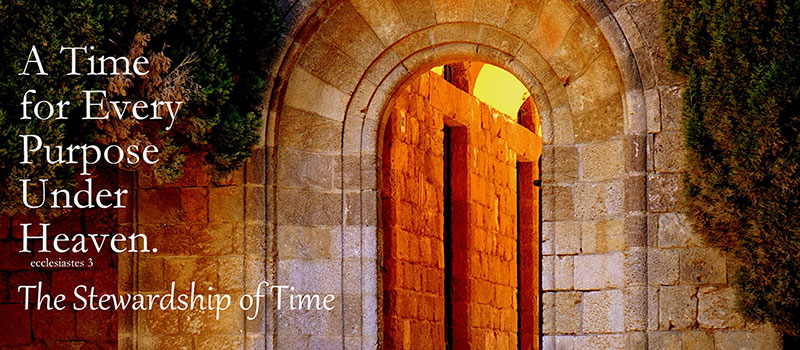 A Time
for Every
Purpose
Under
Heaven.
ecclesiastes 3
The Stewardship of Time